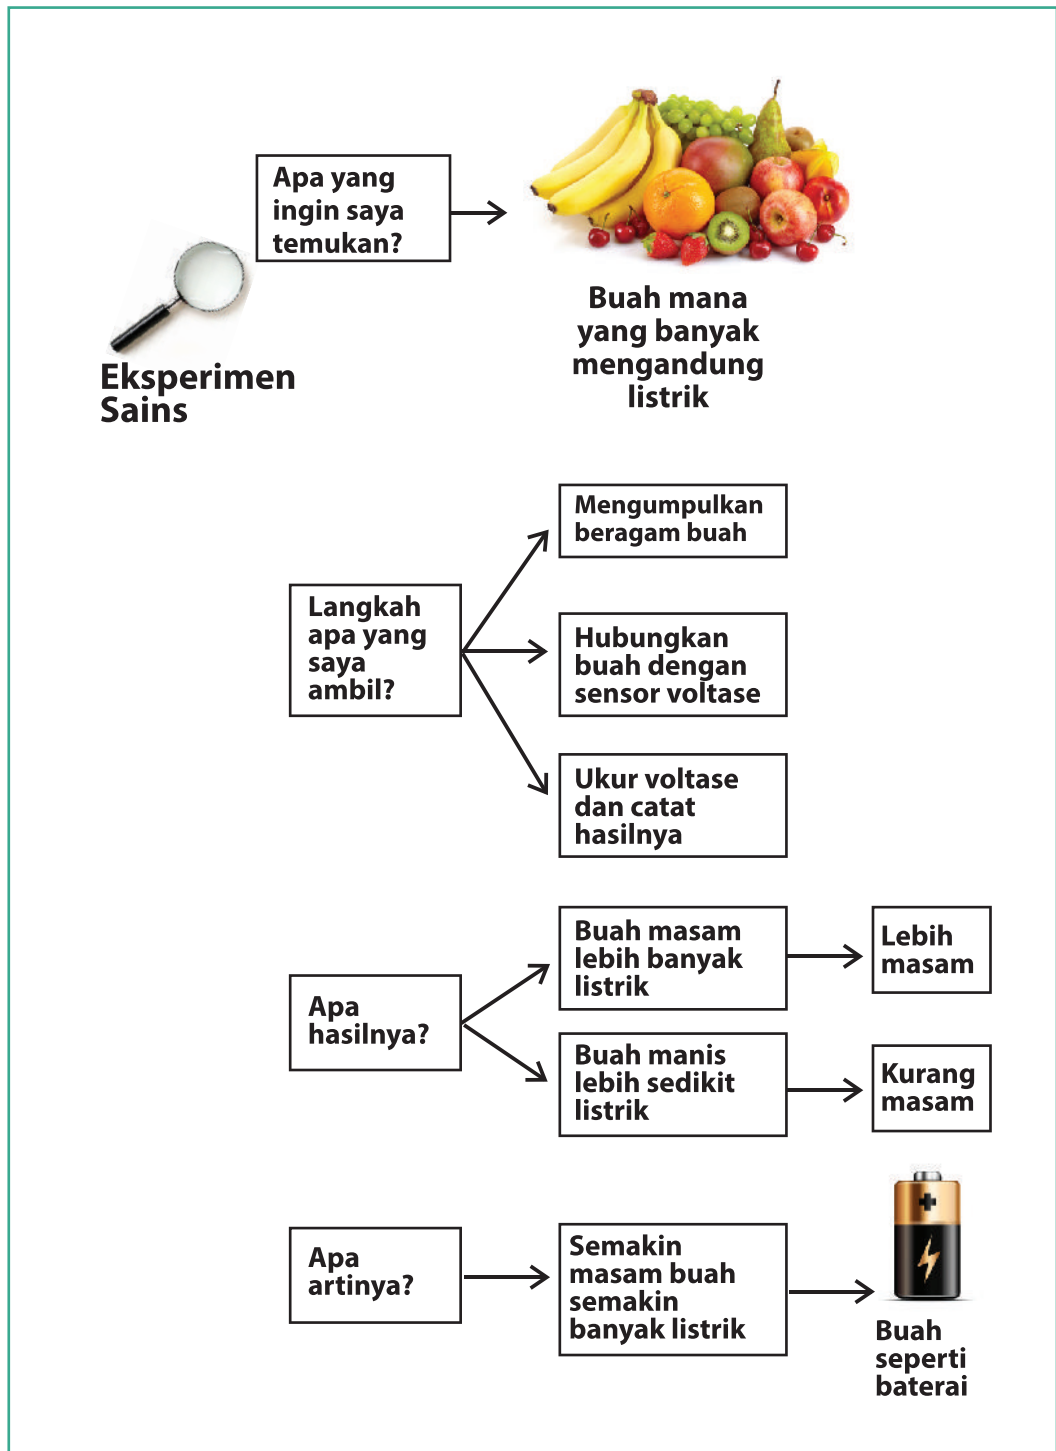 Apa yang
ingin saya
temukan?
Eksperimen
Sains
Buah mana
yang banyak
mengandung
listrik
Langkah
apa yang
saya
ambil?
Mengumpulkan
beragam buah
Hubungkan
buah dengan
sensor voltase
Ukur voltase
dan catat
hasilnya
Apa
hasilnya?
Buah masam
lebih banyak
listrik
Lebih
masam
Buah manis
lebih sedikit
listrik
Kurang
masam
Apa
artinya?
Semakin
masam buah
semakin
banyak listrik
Buah
seperti
baterai